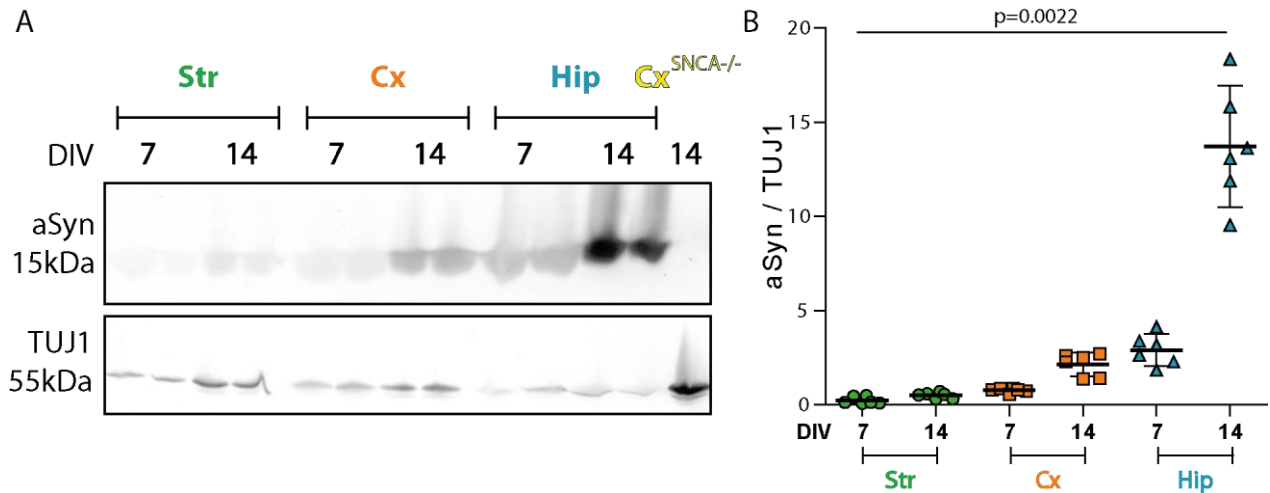 A
Str Cx Hip Cx SNCA-/-
DIV 7 14 7 14 7 14 14
aSyn
15kDa
TUJ1
55kDa
B
p=0.0022
aSyn / TUJ1
20
15
10
5
0
DIV 7 14 7 14 7 14
Str Cx Hip